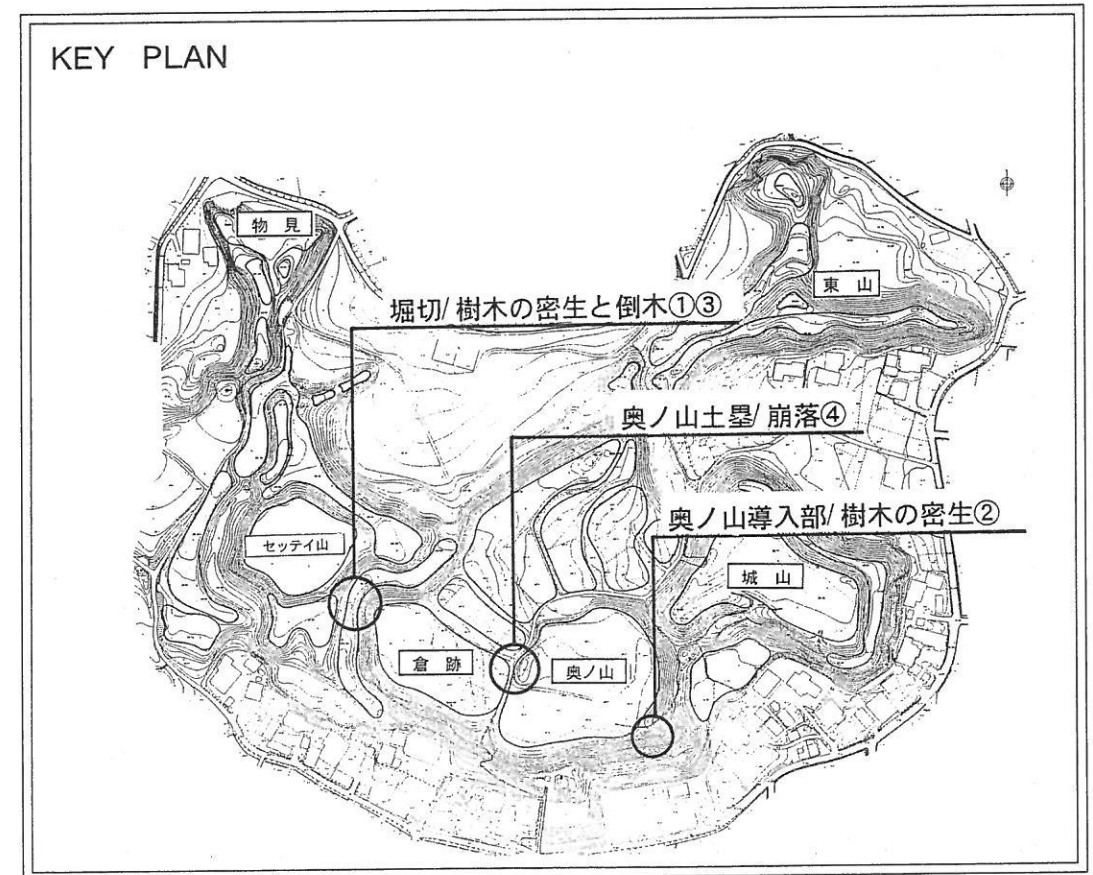 KEY PLAN
物見
東山
堀切/樹木の密生と倒木①③
奥ノ山土塁/崩落④
奥ノ山導入部/樹木の密生②
セッテイ山
城山
倉跡
奥ノ山